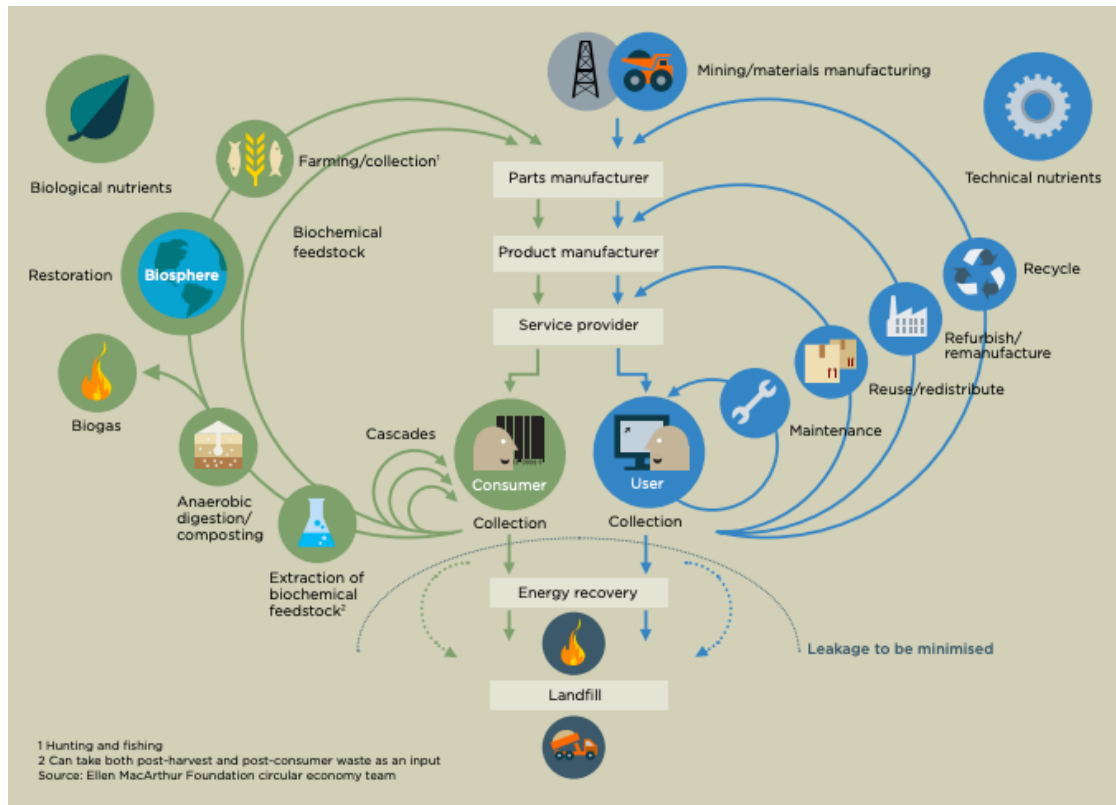 Mining/materials manufacturing
Biological nutrients
Technical nutrients
Farming/collection¹
Parts manufacturer
Biochemical
feedstock
Product manufacturer
Restoration
Biosphere
Recycle
Service provider
Refurbish/
remanufacture
Reuse/redistribute
Biogas
Cascades
Maintenance
Consumer
User
Anaerobic
digestion/
composting
Collection
Collection
Extraction of
biochemical
feedstock²
Energy recovery
Leakage to be minimised
Landfill
1 Hunting and fishing
2 Can take both post-harvest and post-consumer waste as an input
Source: Ellen MacArthur Foundation circular economy team